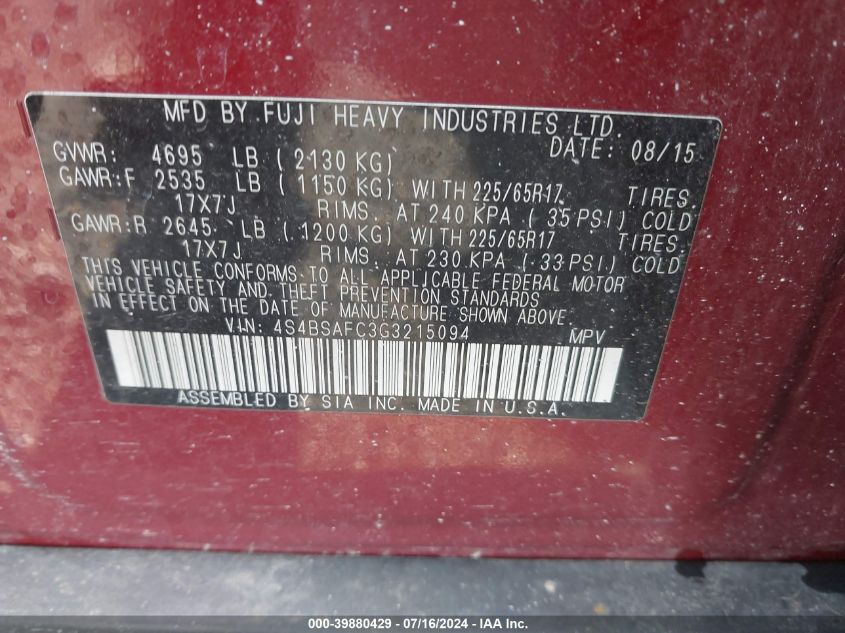 MFD BY FUJI HEAVY INDUSTRIES LTD.
GVWR: 4695 LB (2130 KG) DATE: 08/15
GAWR:F 2535 LB (1150 KG) WITH 225/65R17 TIRES.
17X7J RIMS. AT 240 KPA (35 PSI) COLD
GAWR:R 2645 LB (1200 KG) WITH 225/65R17 TIRES.
17X7J RIMS. AT 230 KPA (33 PSI) COLD
THIS VEHICLE CONFORMS TO ALL APPLICABLE FEDERAL MOTOR
VEHICLE SAFETY AND THEFT PREVENTION STANDARDS
IN EFFECT ON THE DATE OF MANUFACTURE SHOWN ABOVE.
VIN: 4S4BSAFC3G3215094 MPV
ASSEMBLED BY SIA INC. MADE IN U.S.A.
000-39880429 - 07/16/2024 - WWW.IAAI.COM